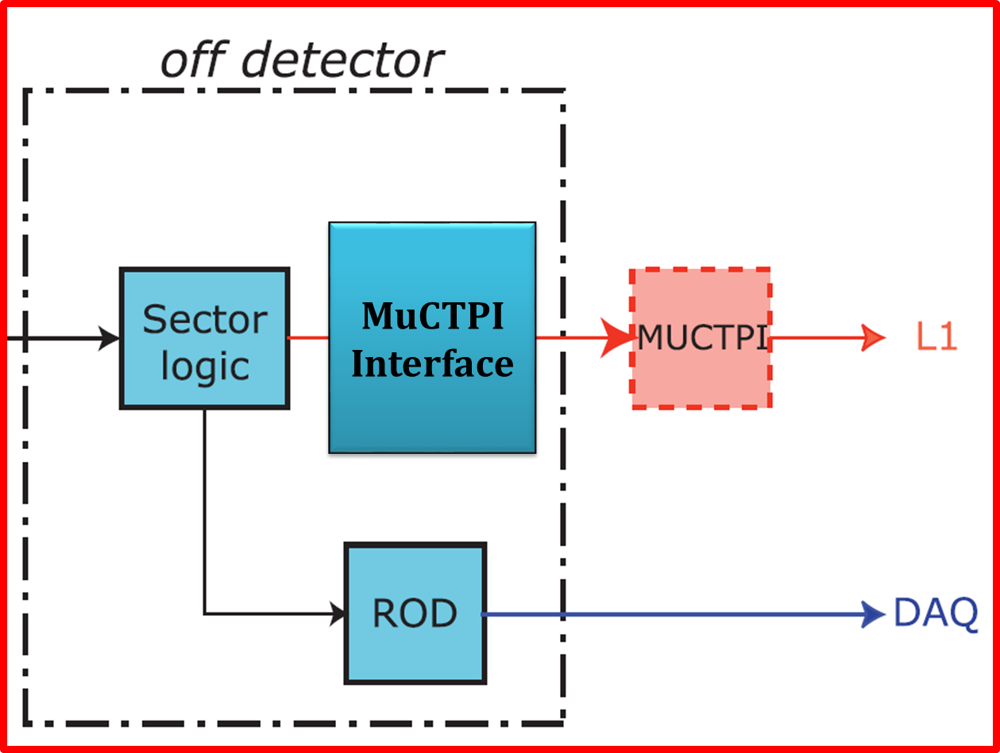 off detector
Sector
logic
MuCTPI
Interface
MUCTPI
L1
ROD
DAQ